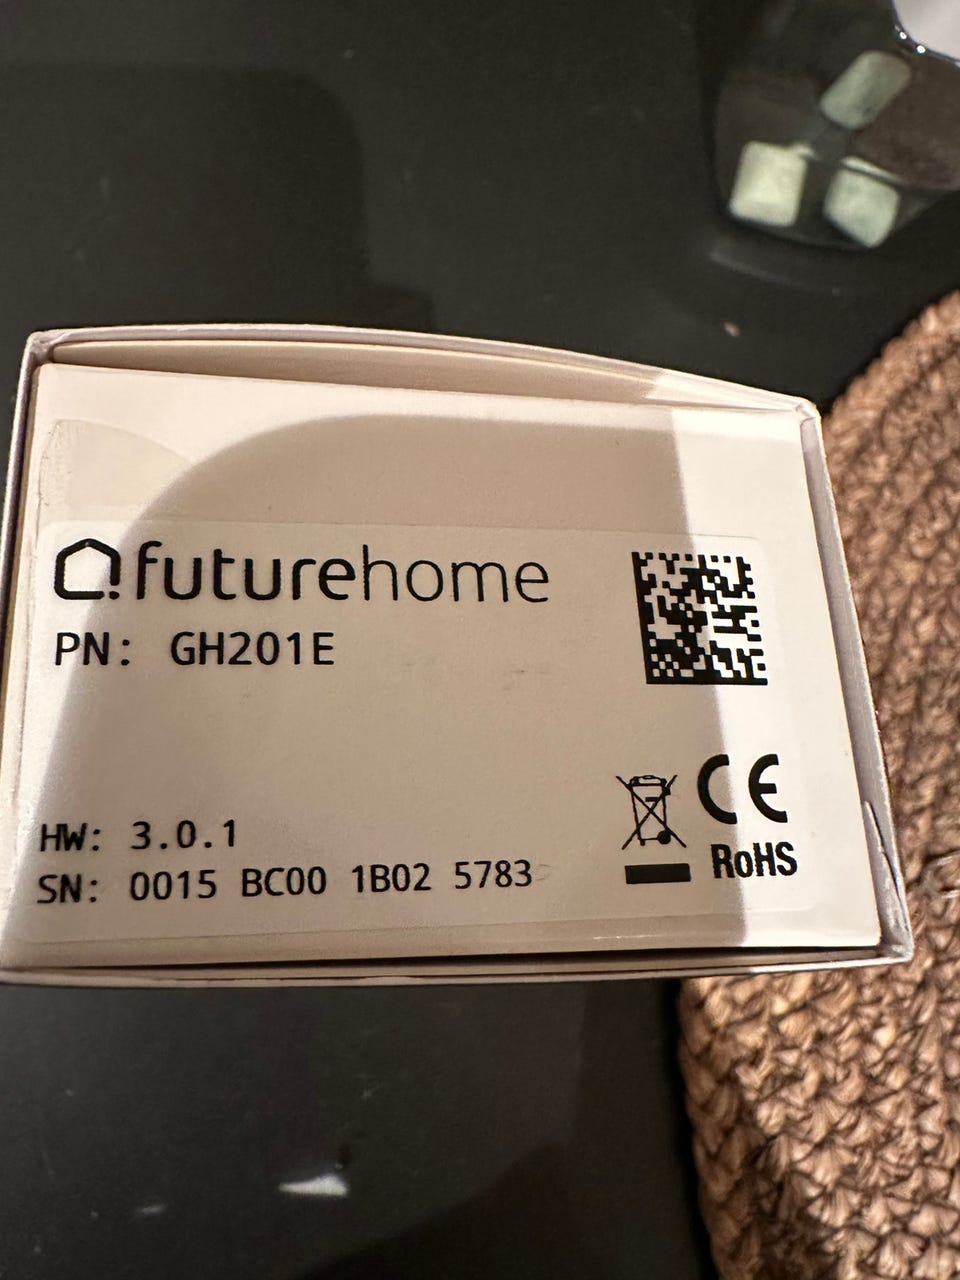 futurehome
PN: GH201E
HW: 3.0.1
SN: 0015 BC00 1B02 5783
CE
RoHS